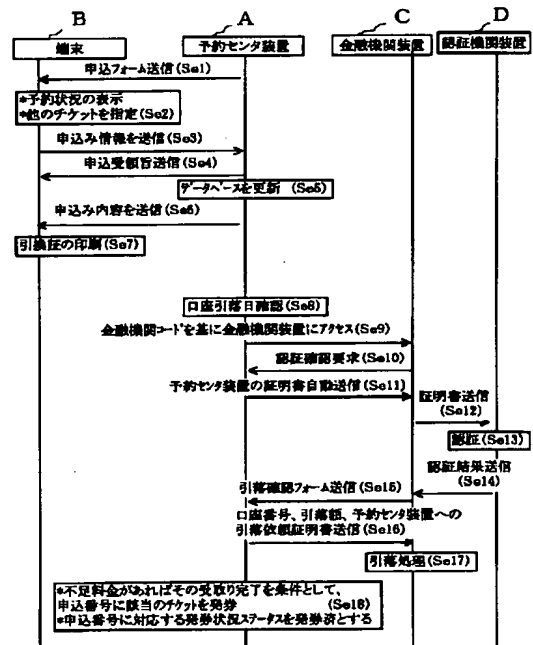 B
A
C
D
端末
予約センタ装置
金融機関装置
認証機関装置
申込フォーム送信(Se1)
*予約状況の表示
*他のチケットを指定(Se2)
申込み情報を送信(Se3)
申込受領旨送信(Se4)
データベースを更新 (Se5)
申込み内容を送信(Se6)
引換証の印刷(Se7)
口座引落日確認(Se8)
金融機関コードを基に金融機関装置にアクセス(Se9)
認証確認要求(Se10)
予約センタ装置の証明書自動送信(Se11)
証明書送信
(Se12)
認証(Se13)
認証結果送信
(Se14)
引落確認フォーム送信(Se15)
口座番号、引落額、予約センタ装置への
引落依頼証明書送信(Se16)
引落処理(Se17)
*不足料金があればその受取り完了を条件として、
申込番号に該当のチケットを発券 (Se18)
*申込番号に対応する発券状況ステータスを発券済とする